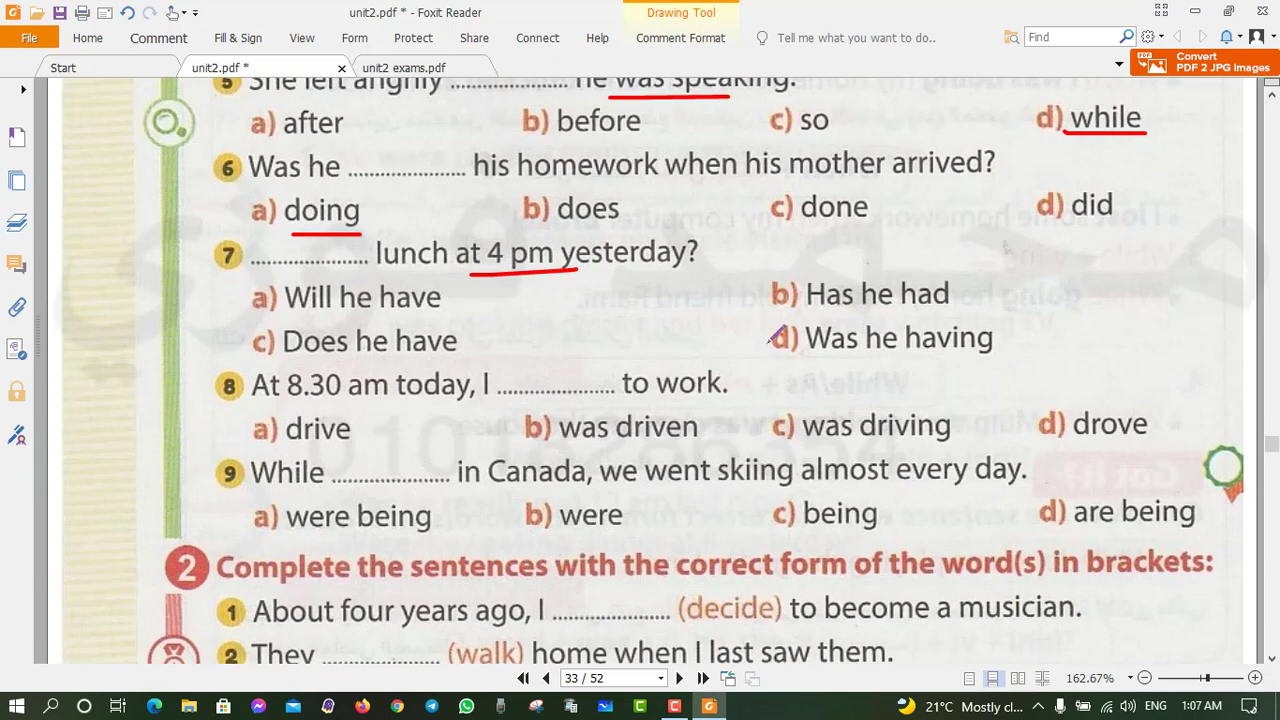 unit2.pdf * - Foxit Reader
Drawing Tool
File Home Comment Fill & Sign View Form Protect Share Connect Help Comment Format Tell me what you want to do.. Find
Start unit2.pdf * unit2 exams.pdf
Convert
PDF 2 JPG Images
5 She left angrily .................... he was speaking.
a) after b) before c) so d) while
6 Was he .................... his homework when his mother arrived?
a) doing b) does c) done d) did
7 .................... lunch at 4 pm yesterday?
a) Will he have b) Has he had
c) Does he have d) Was he having
8 At 8.30 am today, I .................... to work.
a) drive b) was driven c) was driving d) drove
9 While .................... in Canada, we went skiing almost every day.
a) were being b) were c) being d) are being
2 Complete the sentences with the correct form of the word(s) in brackets:
1 About four years ago, I .................... (decide) to become a musician.
2 They .................... (walk) home when I last saw them.
33 / 52 162.67%
21°C Mostly cl... ENG 1:07 AM